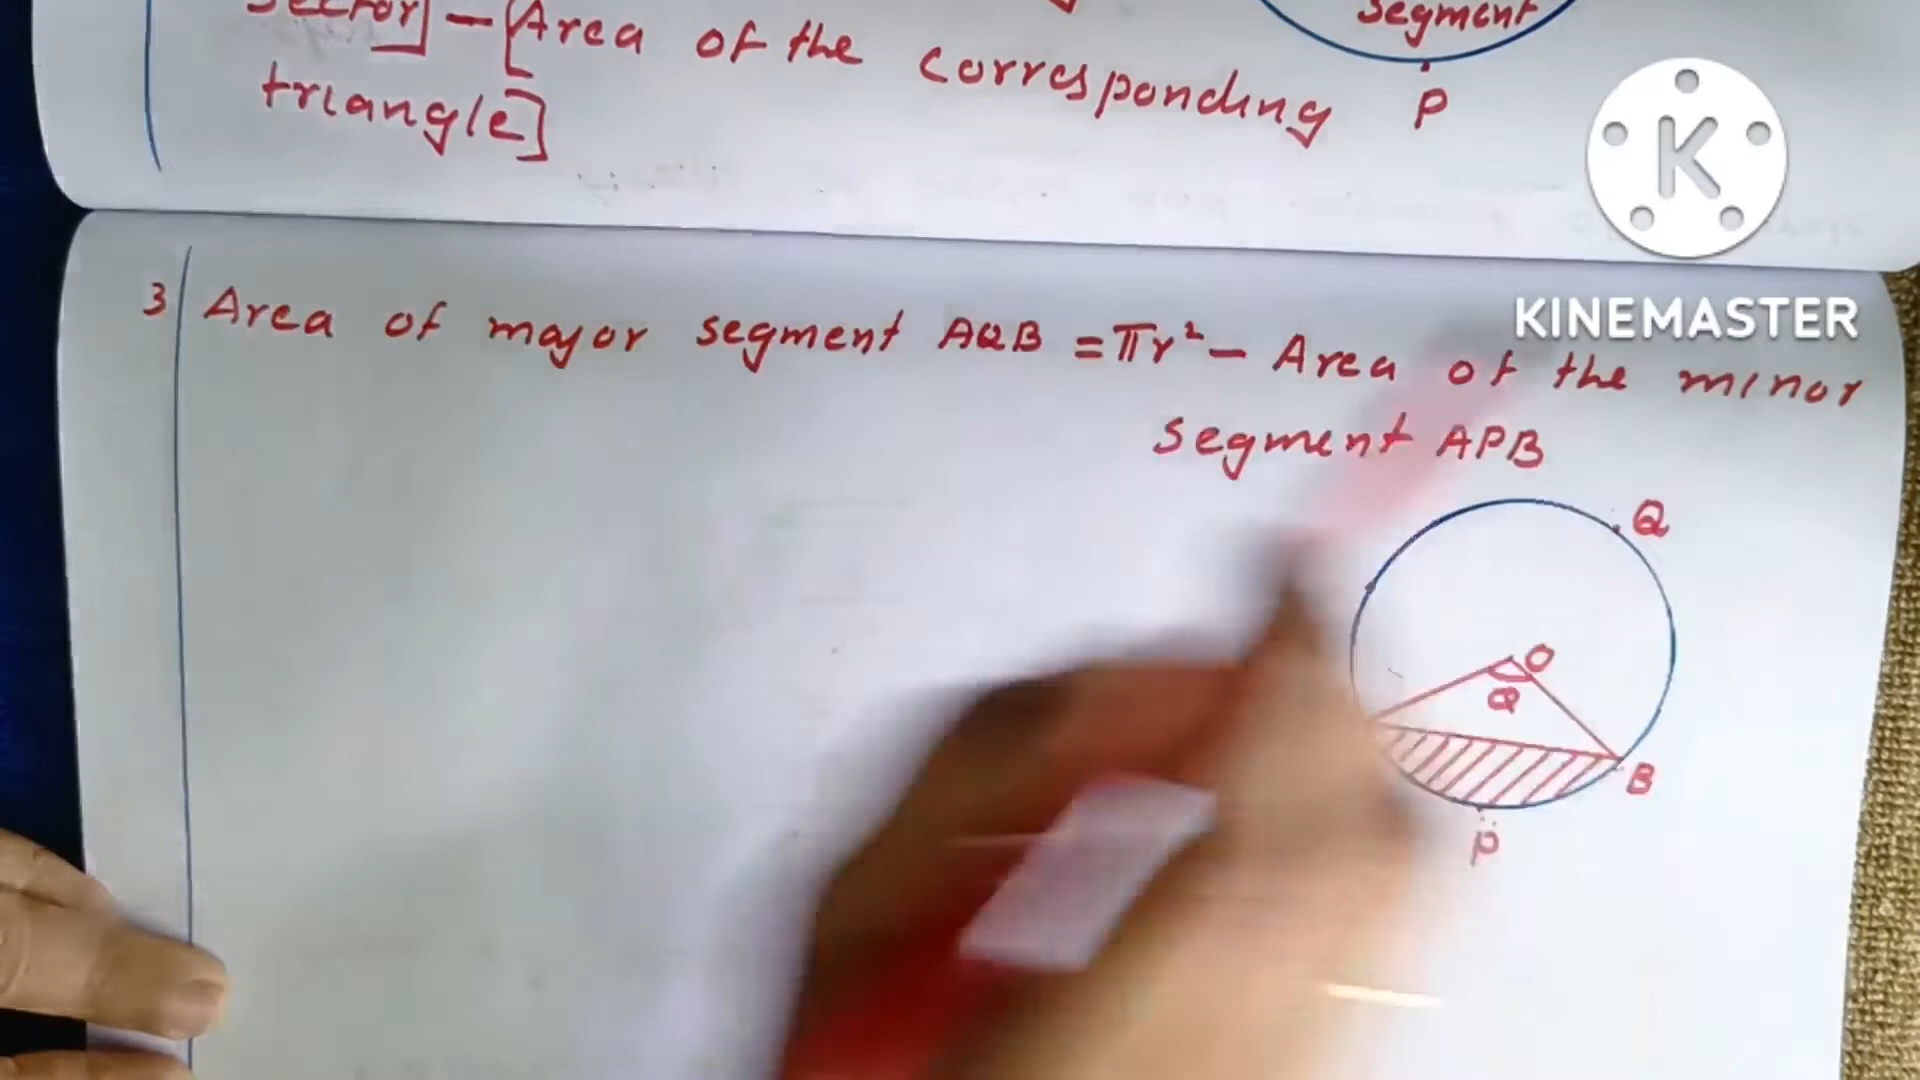 sector] - [Area of the corresponding
triangle]
segment
P
K
KINEMASTER
3 Area of major segment AQB = πr² - Area of the minor
segment APB
Q
O
Q
B
P